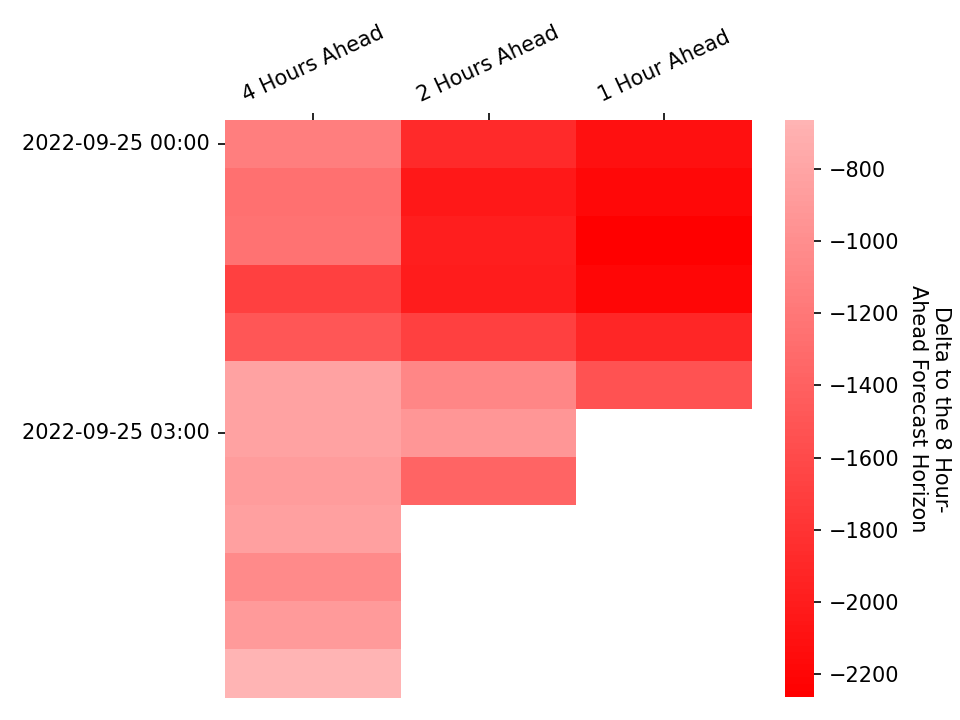 4 Hours Ahead
2 Hours Ahead
1 Hour Ahead
2022-09-25 00:00
2022-09-25 03:00
−800
−1000
−1200
−1400
−1600
−1800
−2000
−2200
Delta to the 8 Hour-
Ahead Forecast Horizon